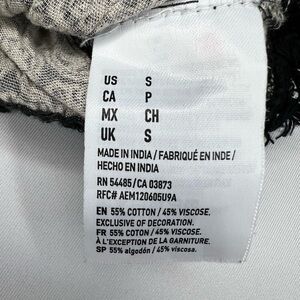 US S
CA P
MX CH
UK S
MADE IN INDIA / FABRIQUÉ EN INDE /
HECHO EN INDIA
RN 54485/CA 03873
RFC# AEM120605U9A
EN 55% COTTON / 45% VISCOSE.
EXCLUSIVE OF DECORATION.
FR 55% COTON / 45% VISCOSE.
À L'EXCEPTION DE LA GARNITURE.
SP 55% algodón / 45% viscosa.